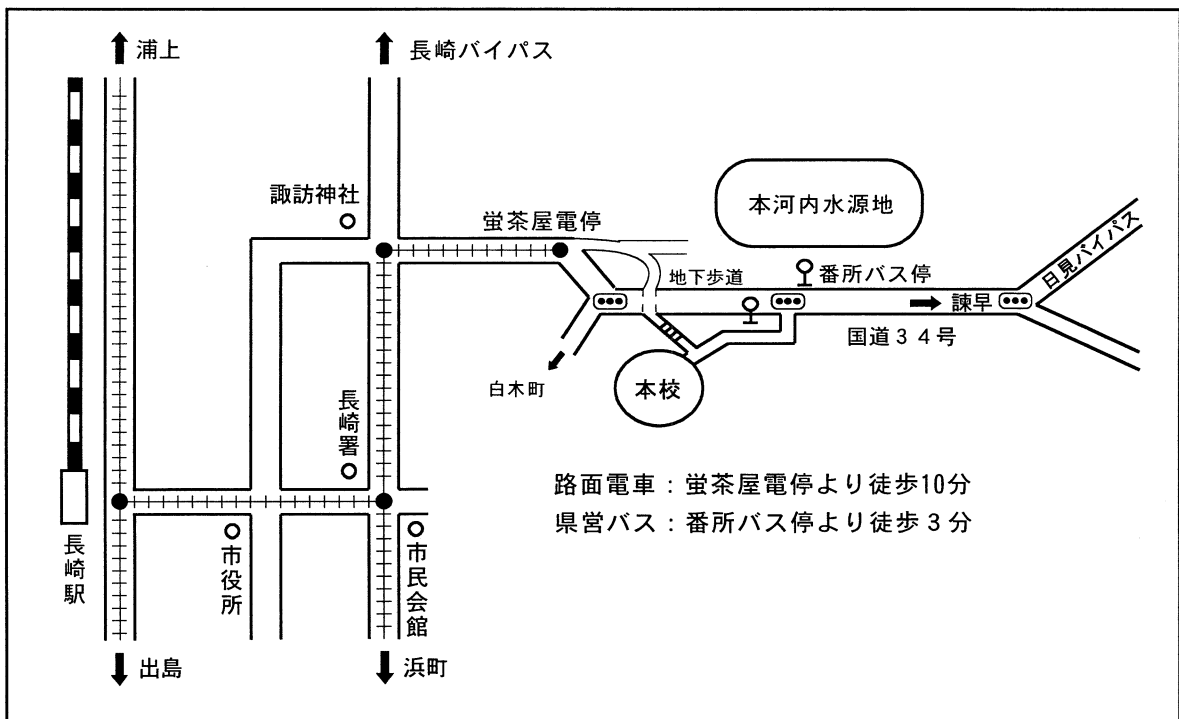 浦上
長崎バイパス
諏訪神社
蛍茶屋電停
本河内水源地
日見バイパス
地下歩道
番所バス停
諫早
国道34号
白木町
本校
長崎署
路面電車:蛍茶屋電停より徒歩10分
県営バス:番所バス停より徒歩3分
長崎駅
市役所
市民会館
出島
浜町